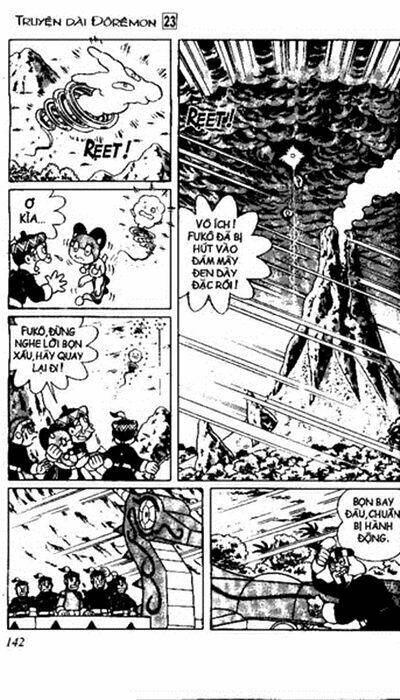 TRUYỆN DÀI ĐÔRÊMON 23
REET!
Ơ
KÌA...
FUKÔ, ĐỪNG
NGHE LỜI BỌN
XẤU, HÃY QUAY
LẠI ĐI!
REET!
VÔ ÍCH!
FUKÔ ĐÃ BỊ
HÚT VÀO
ĐÁM MÂY
ĐEN DÀY
ĐẶC RỒI!
BỌN BAY
ĐÂU, CHUẨN
BỊ HÀNH
ĐỘNG.
142